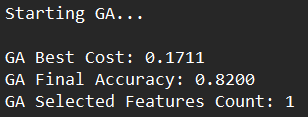 Starting GA...
GA Best Cost: 0.1711
GA Final Accuracy: 0.8200
GA Selected Features Count: 1